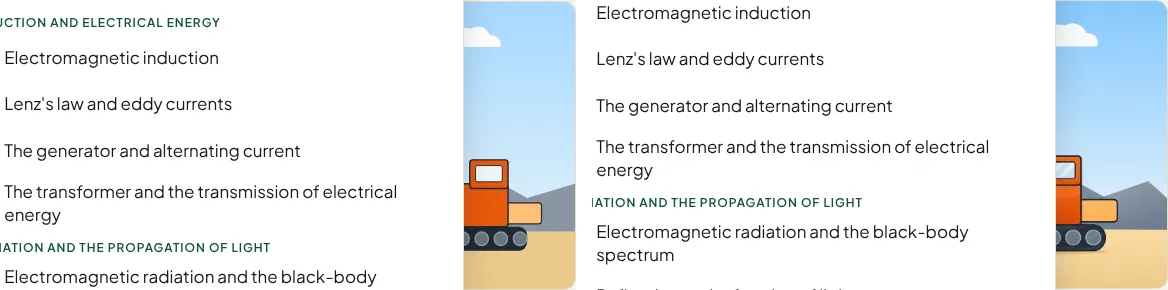 UCTION AND ELECTRICAL ENERGY
Electromagnetic induction
Lenz's law and eddy currents
The generator and alternating current
The transformer and the transmission of electrical
energy
IATION AND THE PROPAGATION OF LIGHT
Electromagnetic radiation and the black-body
Electromagnetic induction
Lenz's law and eddy currents
The generator and alternating current
The transformer and the transmission of electrical
energy
IATION AND THE PROPAGATION OF LIGHT
Electromagnetic radiation and the black-body
spectrum